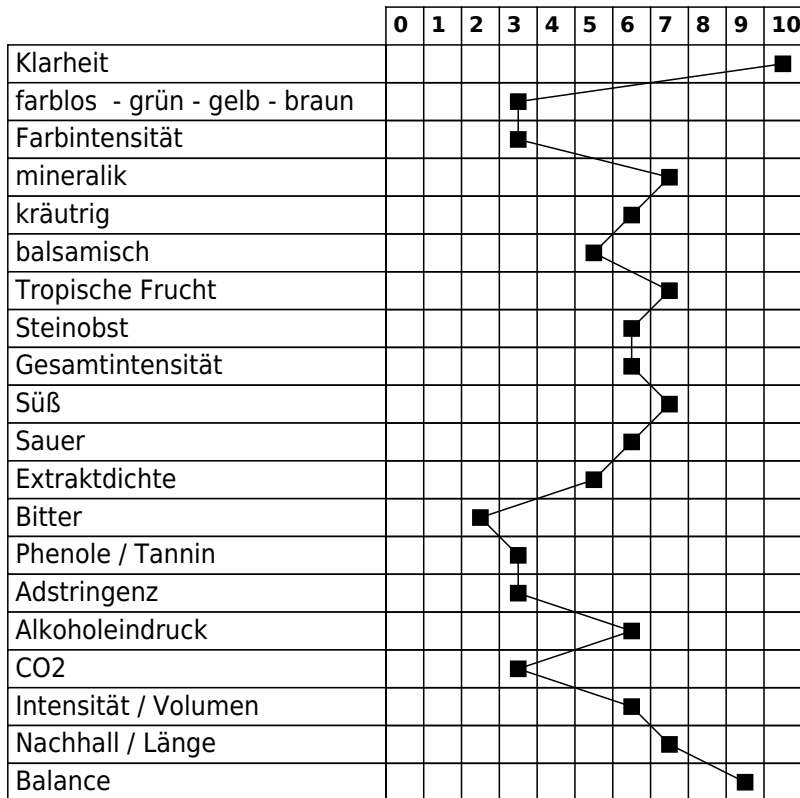 0 1 2 3 4 5 6 7 8 9 10
Klarheit
farblos - grün - gelb - braun
Farbintensität
mineralik
kräutrig
balsamisch
Tropische Frucht
Steinobst
Gesamtintensität
Süß
Sauer
Extraktdichte
Bitter
Phenole / Tannin
Adstringenz
Alkoholeindruck
CO2
Intensität / Volumen
Nachhall / Länge
Balance